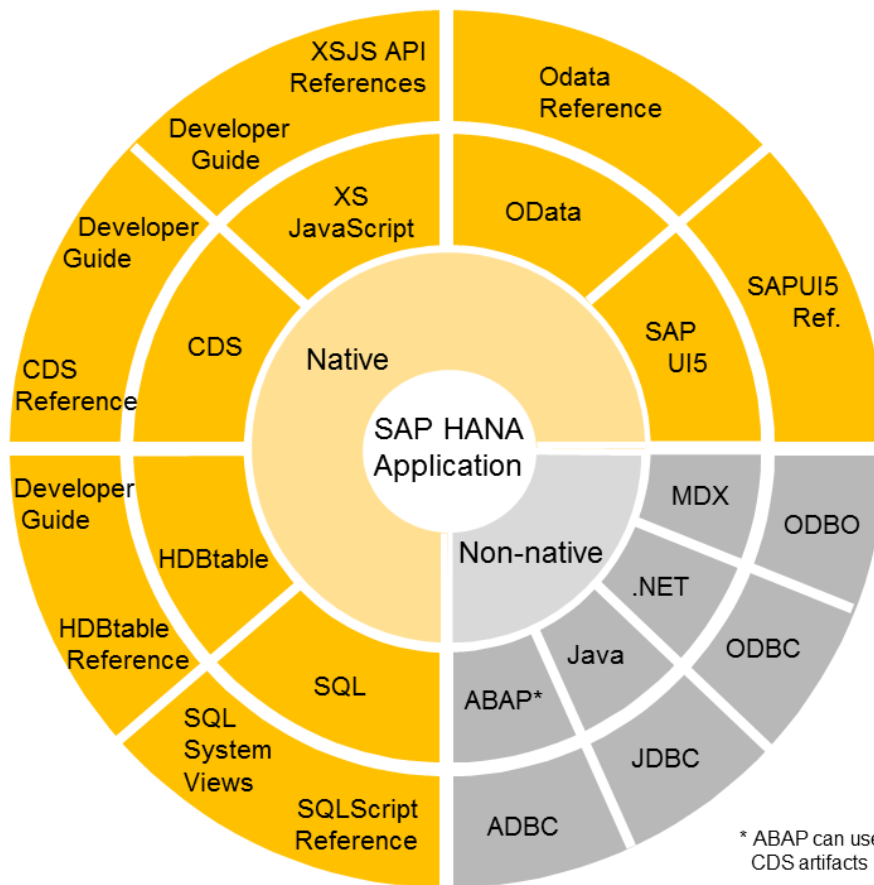 XSJS API
References
Developer
Guide
Odata
Reference
XS
JavaScript
OData
Developer
Guide
CDS
Reference
CDS
SAP
UI5
SAPUI5
Ref.
Native
SAP HANA
Application
Non-native
Developer
Guide
HDBtable
Reference
HDBtable
SQL
SQL
System
Views
SQLScript
Reference
MDX
ODBO
.NET
ODBC
Java
JDBC
ABAP*
ADBC
* ABAP can use
CDS artifacts